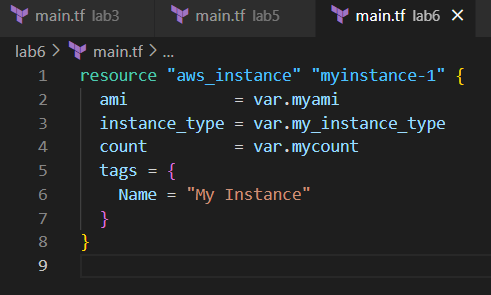 main.tf lab3 main.tf lab5 main.tf lab6 ×
lab6 > main.tf > ...
1 resource "aws_instance" "myinstance-1" {
2   ami           = var.myami
3   instance_type = var.my_instance_type
4   count         = var.mycount
5   tags = {
6     Name = "My Instance"
7   }
8 }
9